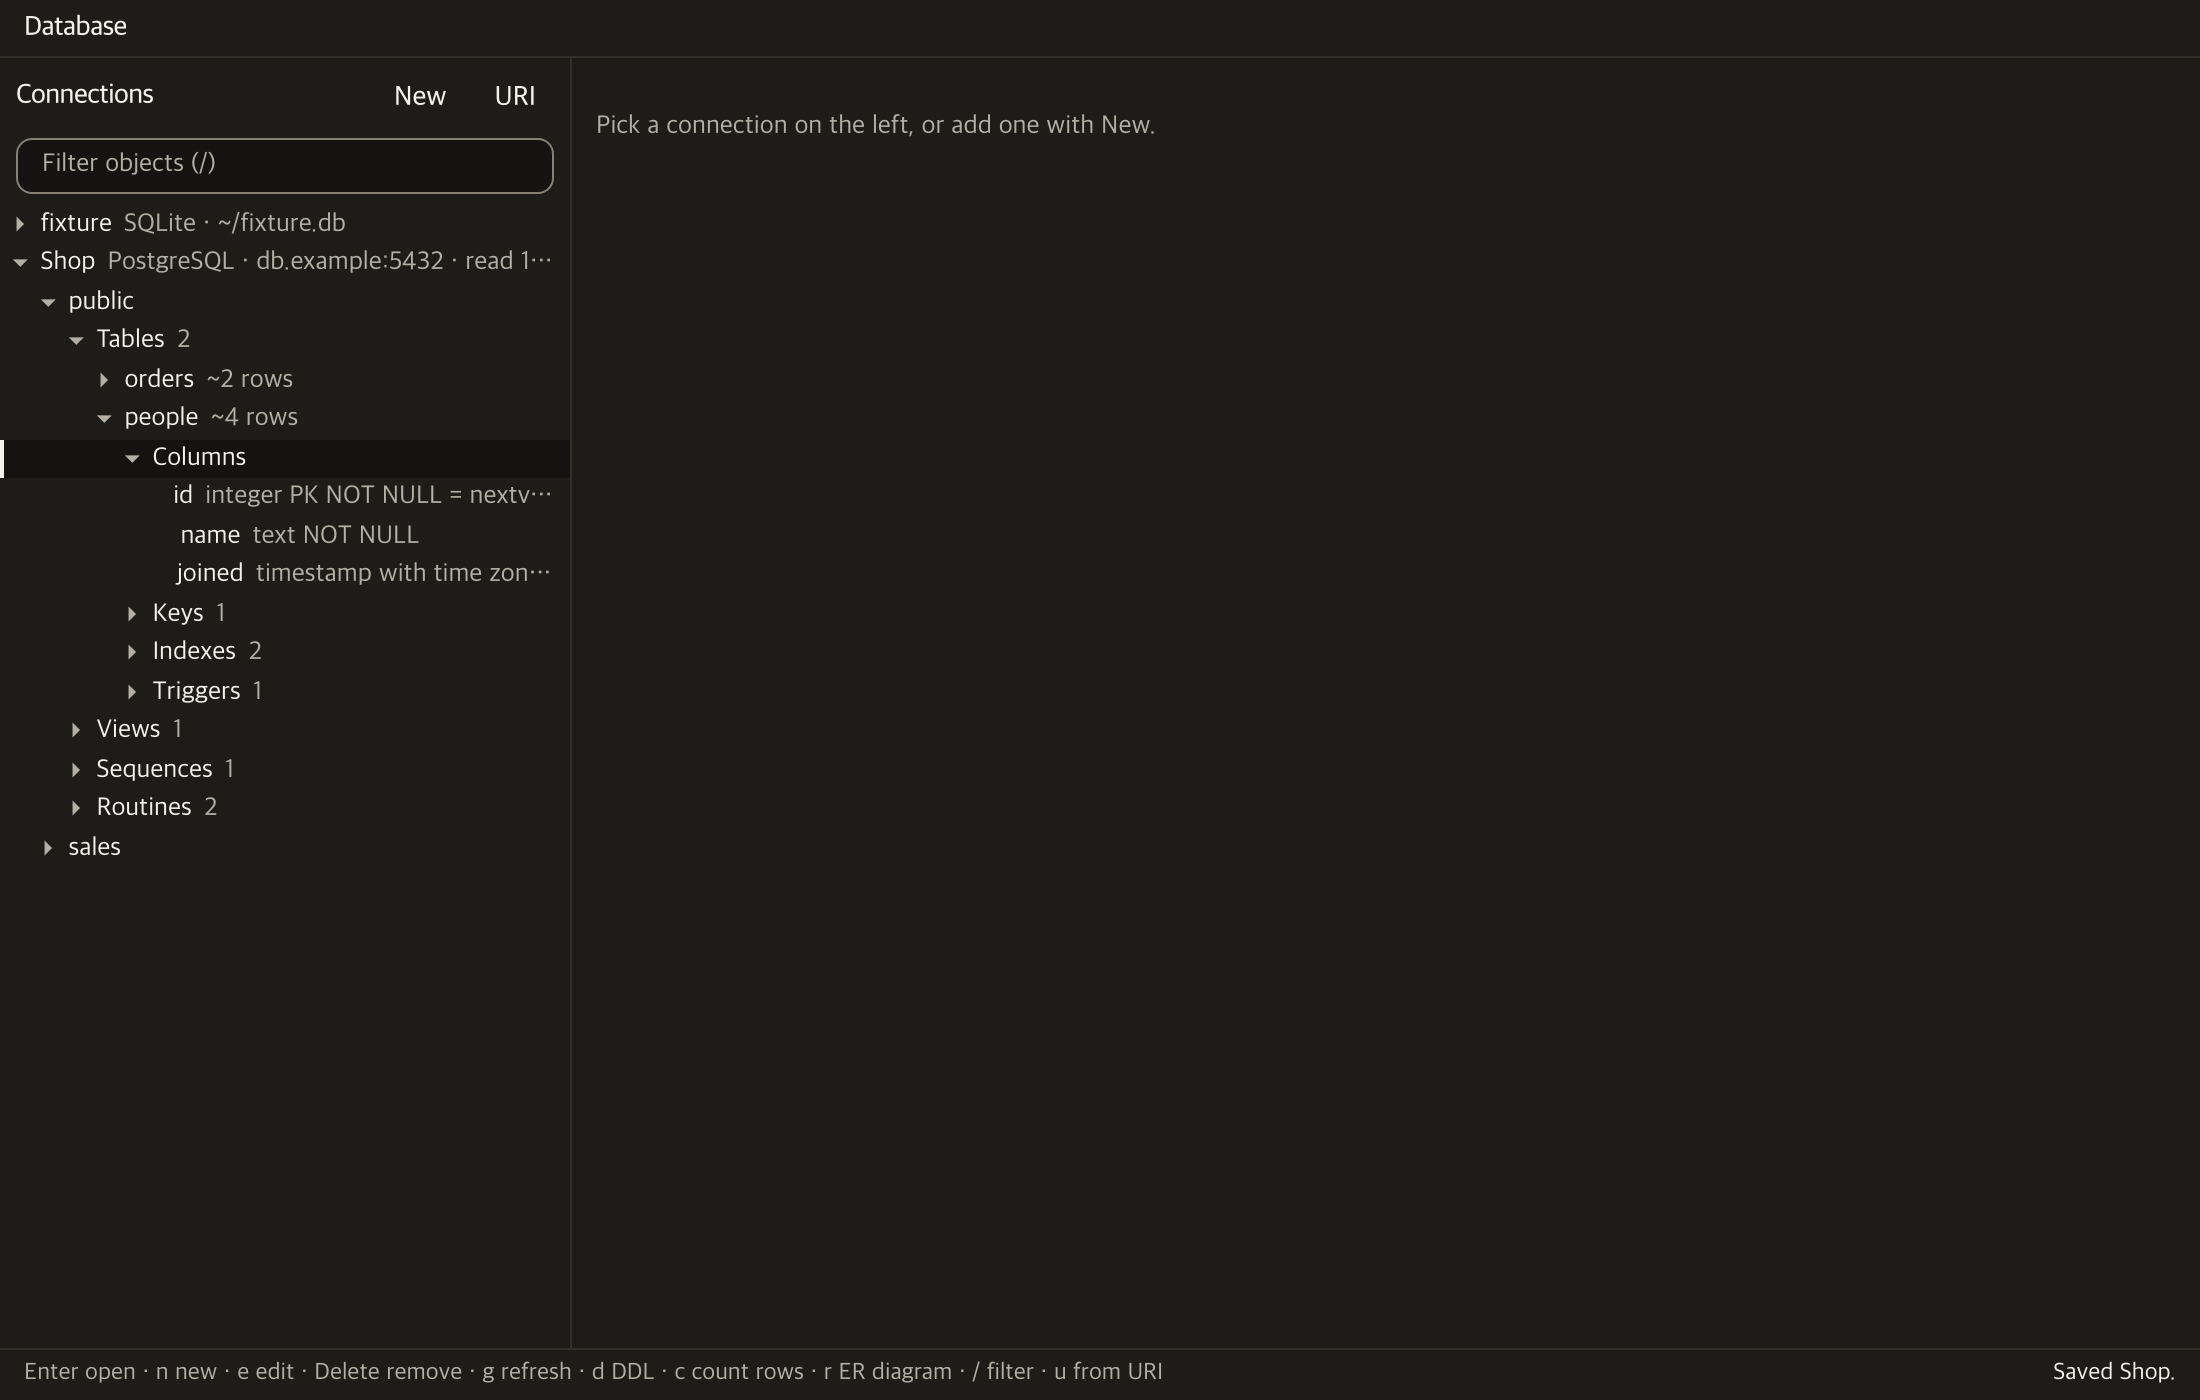 Database
Connections New URI
Pick a connection on the left, or add one with New.
Filter objects (/)
fixture SQLite · ~/fixture.db
Shop PostgreSQL · db.example:5432 · read 1…
public
Tables 2
orders ~2 rows
people ~4 rows
Columns
id integer PK NOT NULL = nextv…
name text NOT NULL
joined timestamp with time zon…
Keys 1
Indexes 2
Triggers 1
Views 1
Sequences 1
Routines 2
sales
Enter open · n new · e edit · Delete remove · g refresh · d DDL · c count rows · r ER diagram · / filter · u from URI
Saved Shop.